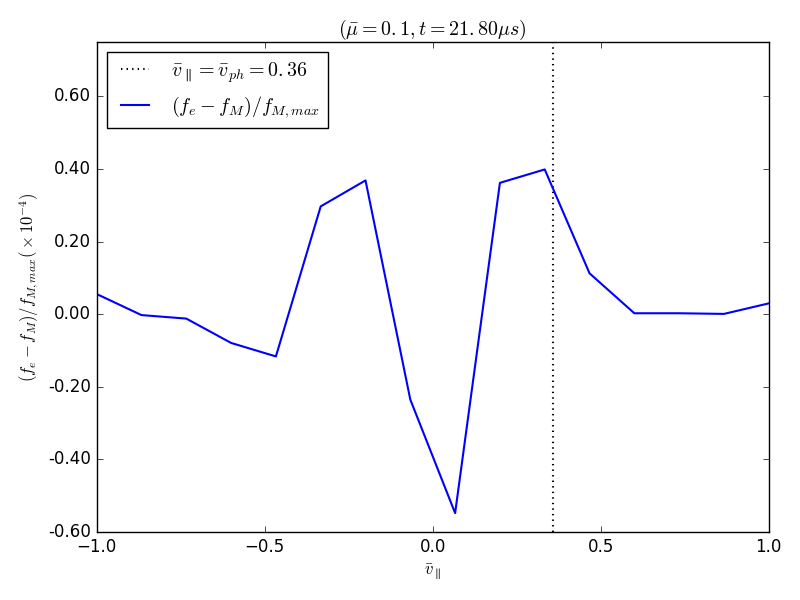 (μ̄ = 0.1, t = 21.80μs)
v̄∥ = v̄ph = 0.36
(fe − fM)/fM,max
(fe − fM)/fM,max(×10⁻⁴)
0.60
0.40
0.20
0.00
-0.20
-0.40
-0.60
−1.0 −0.5 0.0 0.5 1.0
v̄∥